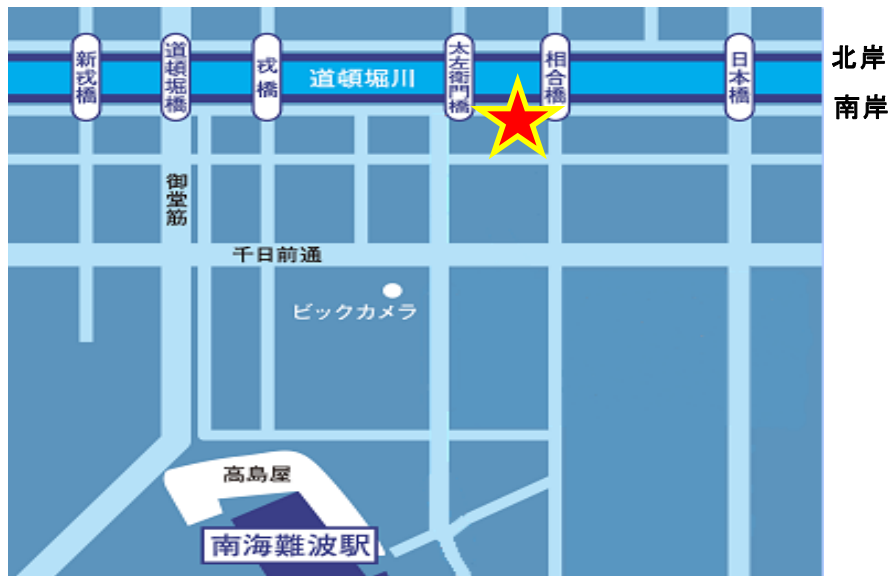 新戎橋
道頓堀橋
戎橋
道頓堀川
太左衛門橋
相合橋
日本橋
北岸
南岸
御堂筋
千日前通
ビックカメラ
高島屋
南海難波駅